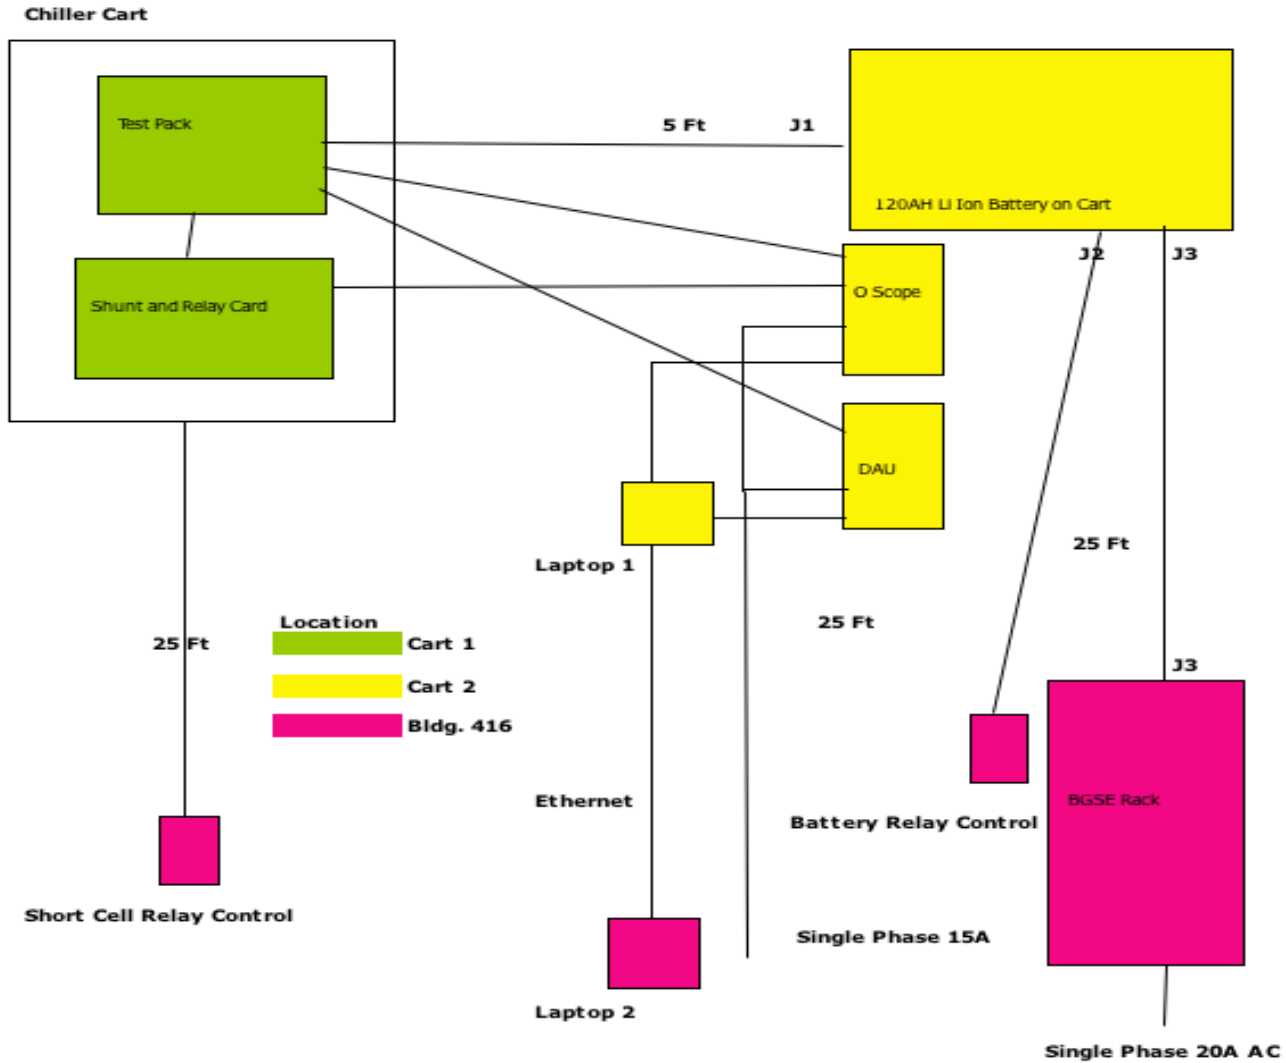 Chiller Cart
Test Pack
5 Ft
J1
120AH Li Ion Battery on Cart
J2
J3
O Scope
Shunt and Relay Card
DAU
25 Ft
Laptop 1
25 Ft
Location
25 Ft
Cart 1
J3
Cart 2
Bldg. 416
Ethernet
BGSE Rack
Battery Relay Control
Short Cell Relay Control
Single Phase 15A
Laptop 2
Single Phase 20A AC